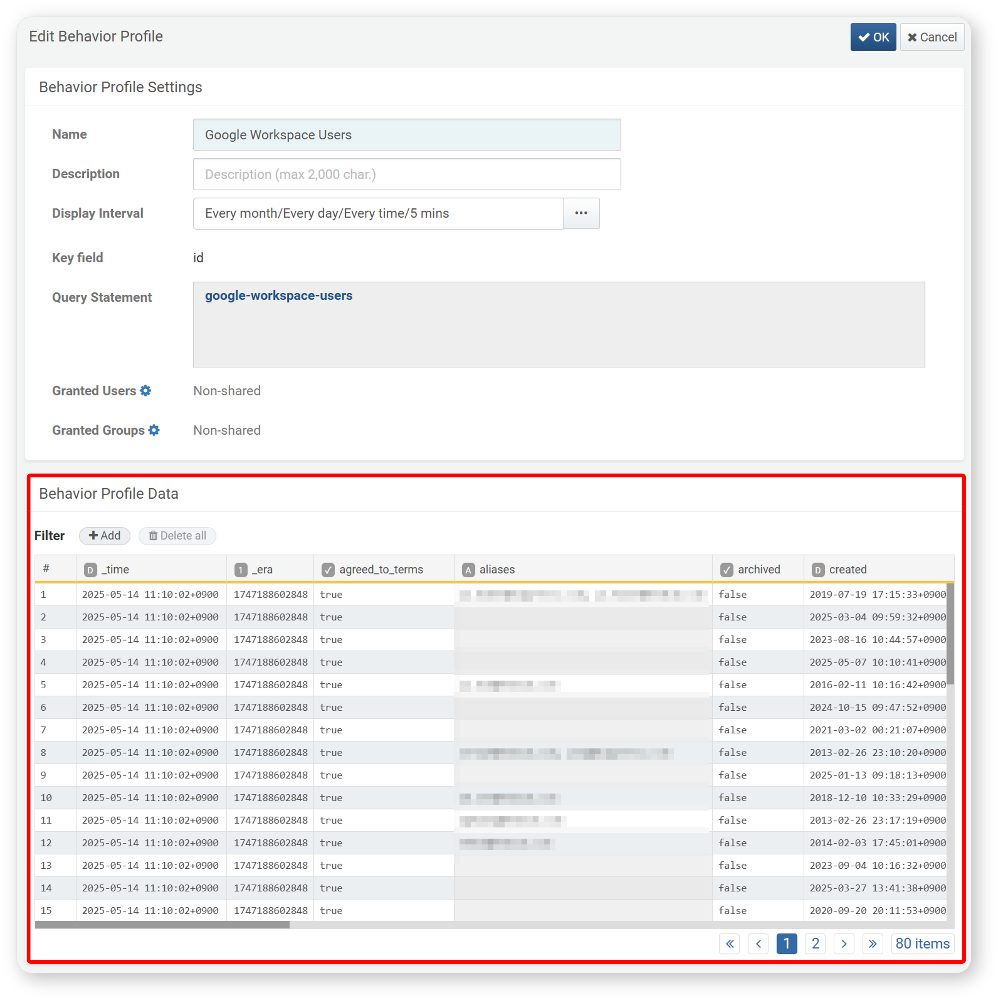 Edit Behavior Profile
OK Cancel
Behavior Profile Settings
Name Google Workspace Users
Description Description (max 2,000 char.)
Display Interval Every month/Every day/Every time/5 mins ...
Key field id
Query Statement google-workspace-users
Granted Users Non-shared
Granted Groups Non-shared
Behavior Profile Data
Filter Add Delete all
# D _time 1 _era agreed_to_terms A aliases archived D created
1 2025-05-14 11:10:02+0900 1747188602848 true false 2019-07-19 17:15:33+0900
2 2025-05-14 11:10:02+0900 1747188602848 true false 2025-03-04 09:59:32+0900
3 2025-05-14 11:10:02+0900 1747188602848 true false 2023-08-16 10:44:57+0900
4 2025-05-14 11:10:02+0900 1747188602848 true false 2025-05-07 10:10:41+0900
5 2025-05-14 11:10:02+0900 1747188602848 true false 2016-02-11 10:16:42+0900
6 2025-05-14 11:10:02+0900 1747188602848 true false 2024-10-15 09:47:52+0900
7 2025-05-14 11:10:02+0900 1747188602848 true false 2021-03-02 00:21:07+0900
8 2025-05-14 11:10:02+0900 1747188602848 true false 2013-02-26 23:10:20+0900
9 2025-05-14 11:10:02+0900 1747188602848 true false 2025-01-13 09:18:13+0900
10 2025-05-14 11:10:02+0900 1747188602848 true false 2018-12-10 10:33:29+0900
11 2025-05-14 11:10:02+0900 1747188602848 true false 2013-02-26 23:17:19+0900
12 2025-05-14 11:10:02+0900 1747188602848 true false 2014-02-03 17:45:01+0900
13 2025-05-14 11:10:02+0900 1747188602848 true false 2023-09-04 10:16:32+0900
14 2025-05-14 11:10:02+0900 1747188602848 true false 2025-03-27 13:41:38+0900
15 2025-05-14 11:10:02+0900 1747188602848 true false 2020-09-20 20:11:53+0900
« ‹ 1 2 › » 80 items